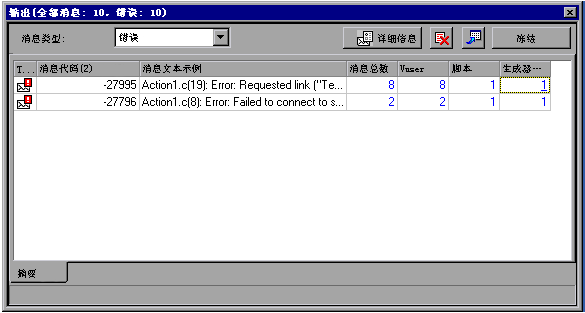 输出(全部消息: 10, 错误: 10)
消息类型: 错误 详细信息 冻结
T... 消息代码(2) 消息文本示例 消息总数 Vuser 脚本 生成器...
-27995 Action1.c(19): Error: Requested link ("Te... 8 8 1 1
-27796 Action1.c(8): Error: Failed to connect to s... 2 2 1 1
摘要